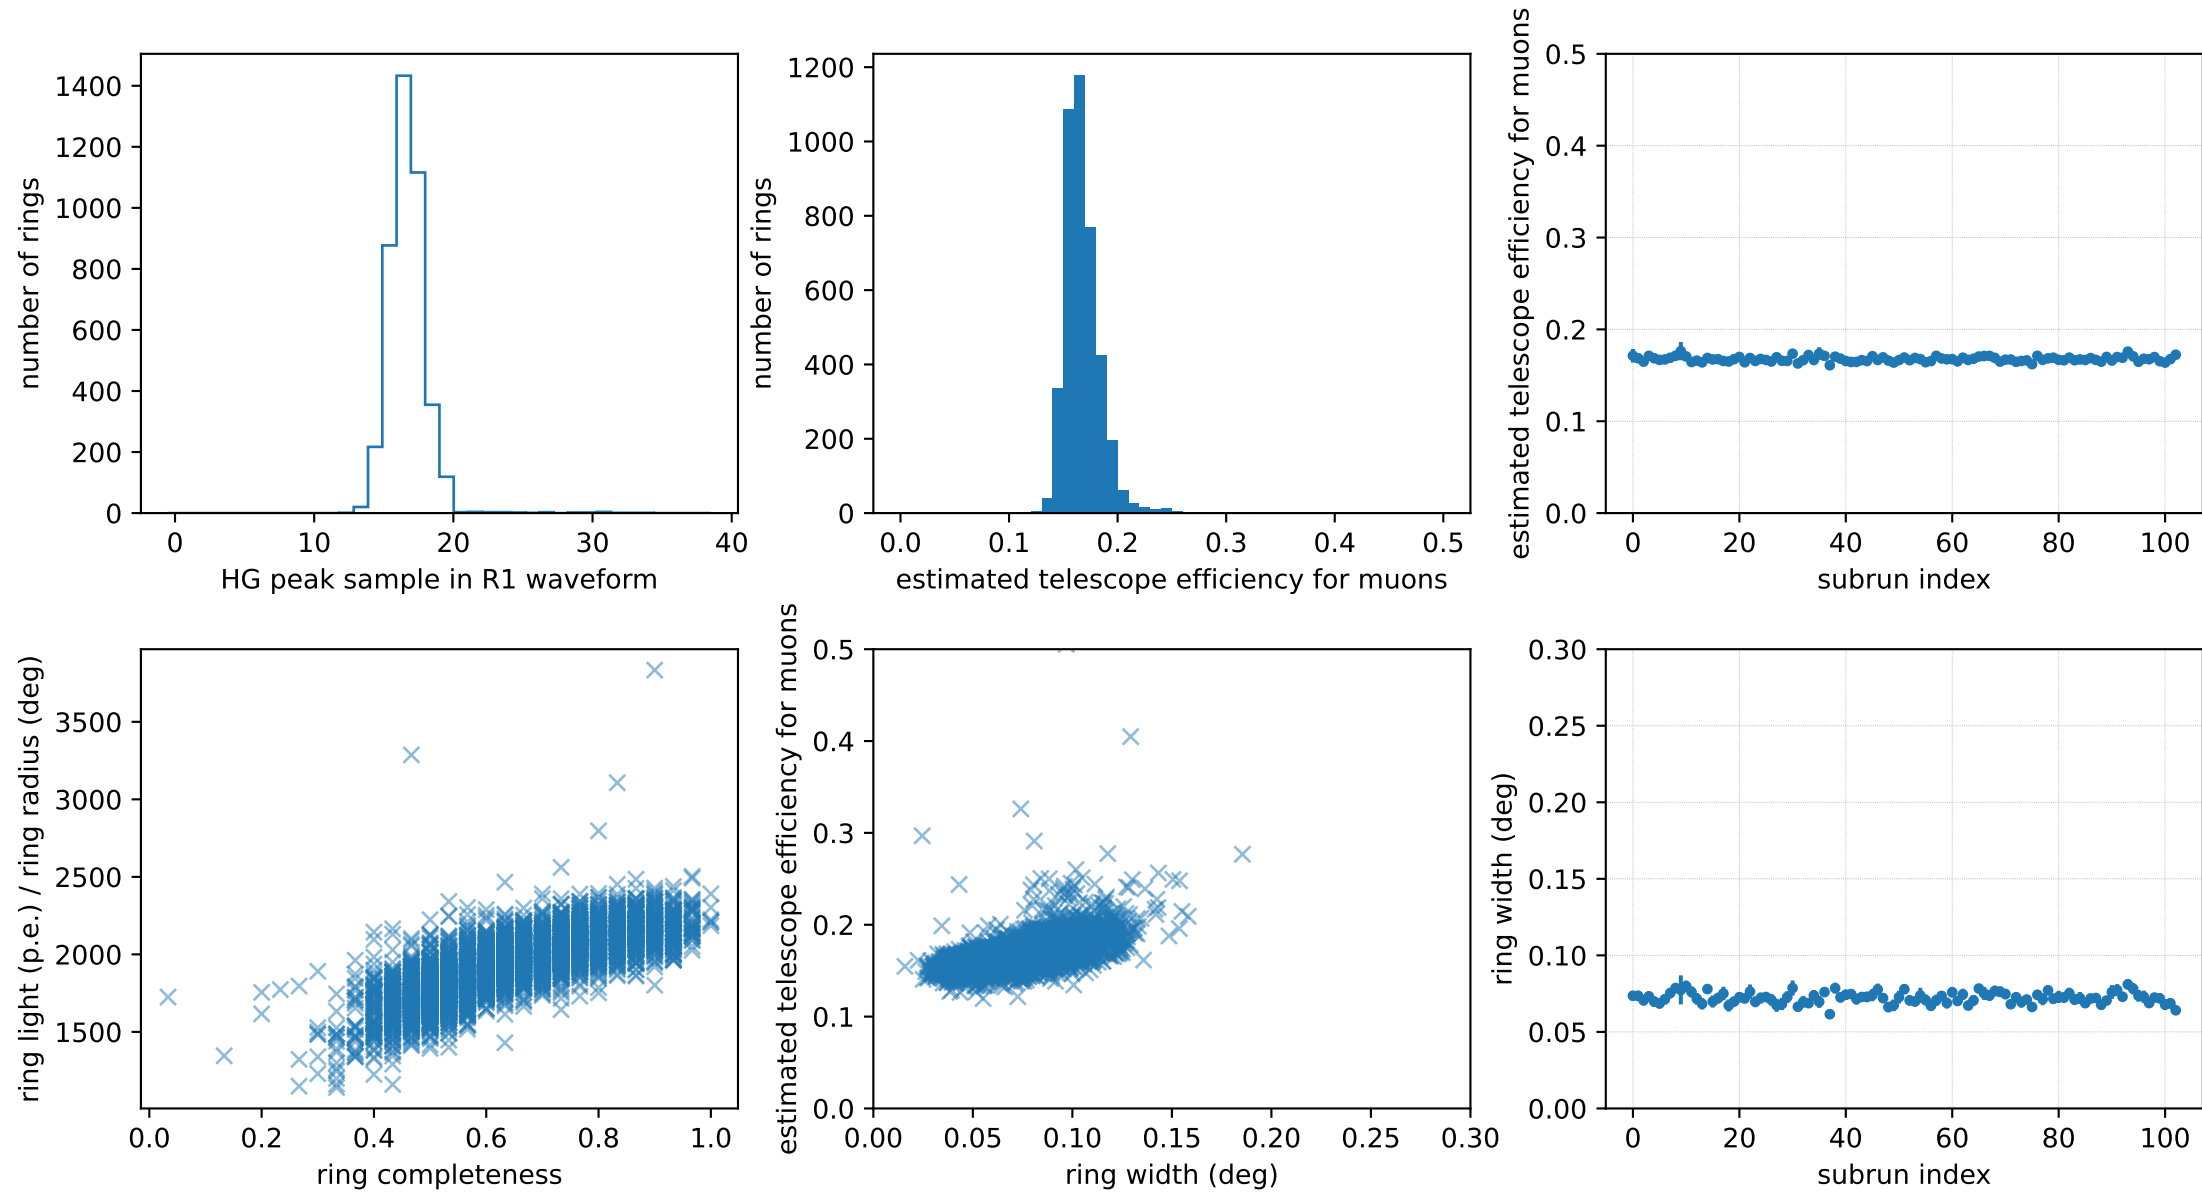 number of rings
1400
1200
1000
800
600
400
200
0
0 10 20 30 40
HG peak sample in R1 waveform
number of rings
1200
1000
800
600
400
200
0
0.0 0.1 0.2 0.3 0.4 0.5
estimated telescope efficiency for muons
estimated telescope efficiency for muons
0.5
0.4
0.3
0.2
0.1
0.0
0 20 40 60 80 100
subrun index
ring light (p.e.) / ring radius (deg)
3500
3000
2500
2000
1500
0.0 0.2 0.4 0.6 0.8 1.0
ring completeness
estimated telescope efficiency for muons
0.5
0.4
0.3
0.2
0.1
0.0
0.00 0.05 0.10 0.15 0.20 0.25 0.30
ring width (deg)
ring width (deg)
0.30
0.25
0.20
0.15
0.10
0.05
0.00
0 20 40 60 80 100
subrun index